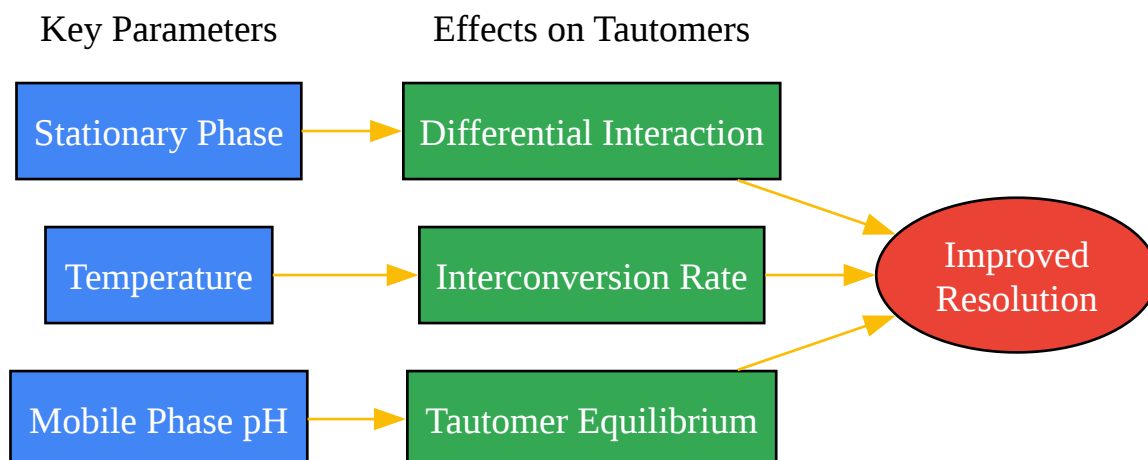 Key Parameters
Effects on Tautomers
Stationary Phase
Differential Interaction
Temperature
Interconversion Rate
Improved
Resolution
Mobile Phase pH
Tautomer Equilibrium